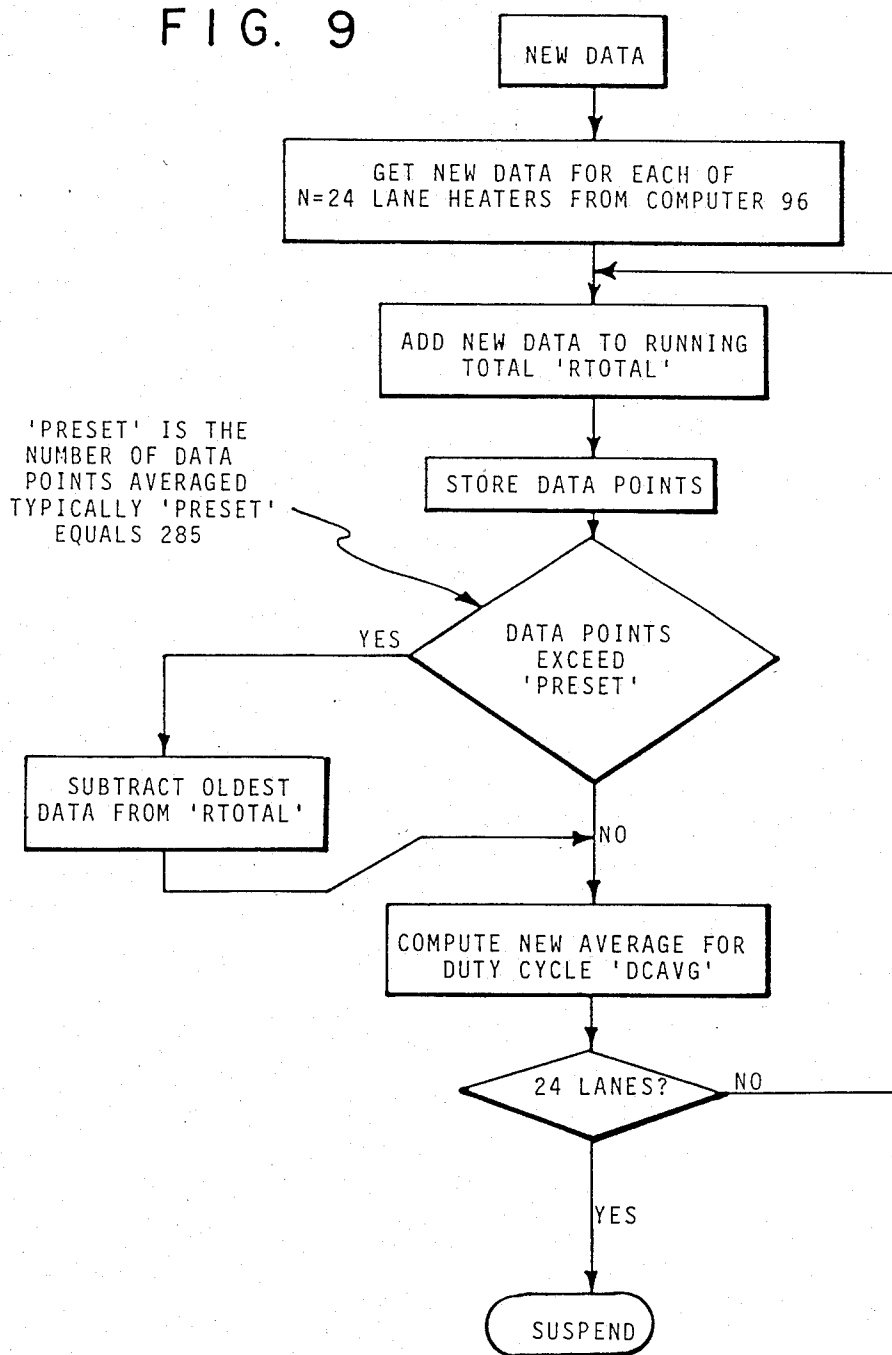 FIG. 9
NEW DATA
GET NEW DATA FOR EACH OF
N=24 LANE HEATERS FROM COMPUTER 96
ADD NEW DATA TO RUNNING
TOTAL 'RTOTAL'
'PRESET' IS THE
NUMBER OF DATA
POINTS AVERAGED
TYPICALLY 'PRESET'
EQUALS 285
STORE DATA POINTS
DATA POINTS
EXCEED
'PRESET'
YES
SUBTRACT OLDEST
DATA FROM 'RTOTAL'
NO
COMPUTE NEW AVERAGE FOR
DUTY CYCLE 'DCAVG'
24 LANES?
NO
YES
SUSPEND